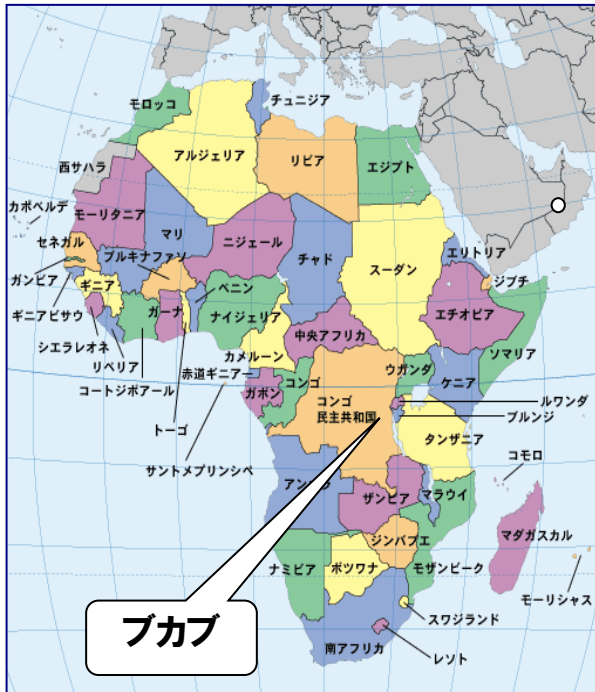 チュニジア
モロッコ
アルジェリア
リビア
エジプト
西サハラ
カボベルデ
モーリタニア
マリ
ニジェール
チャド
スーダン
エリトリア
セネガル
ブルキナファソ
ジブチ
ガンビア
ギニア
ガーナ
ベニン
ナイジェリア
エチオピア
ギニアビサウ
中央アフリカ
ソマリア
シエラレオネ
カメルーン
リベリア
赤道ギニア
コンゴ
ウガンダ
ケニア
コートジボアール
ガボン
コンゴ
民主共和国
ルワンダ
ブルンジ
トーゴ
タンザニア
サントメプリンシペ
コモロ
ザンビア
マラウイ
マダガスカル
ジンバブエ
ナミビア
ボツワナ
モザンビーク
モーリシャス
スワジランド
ブカブ
南アフリカ
レソト